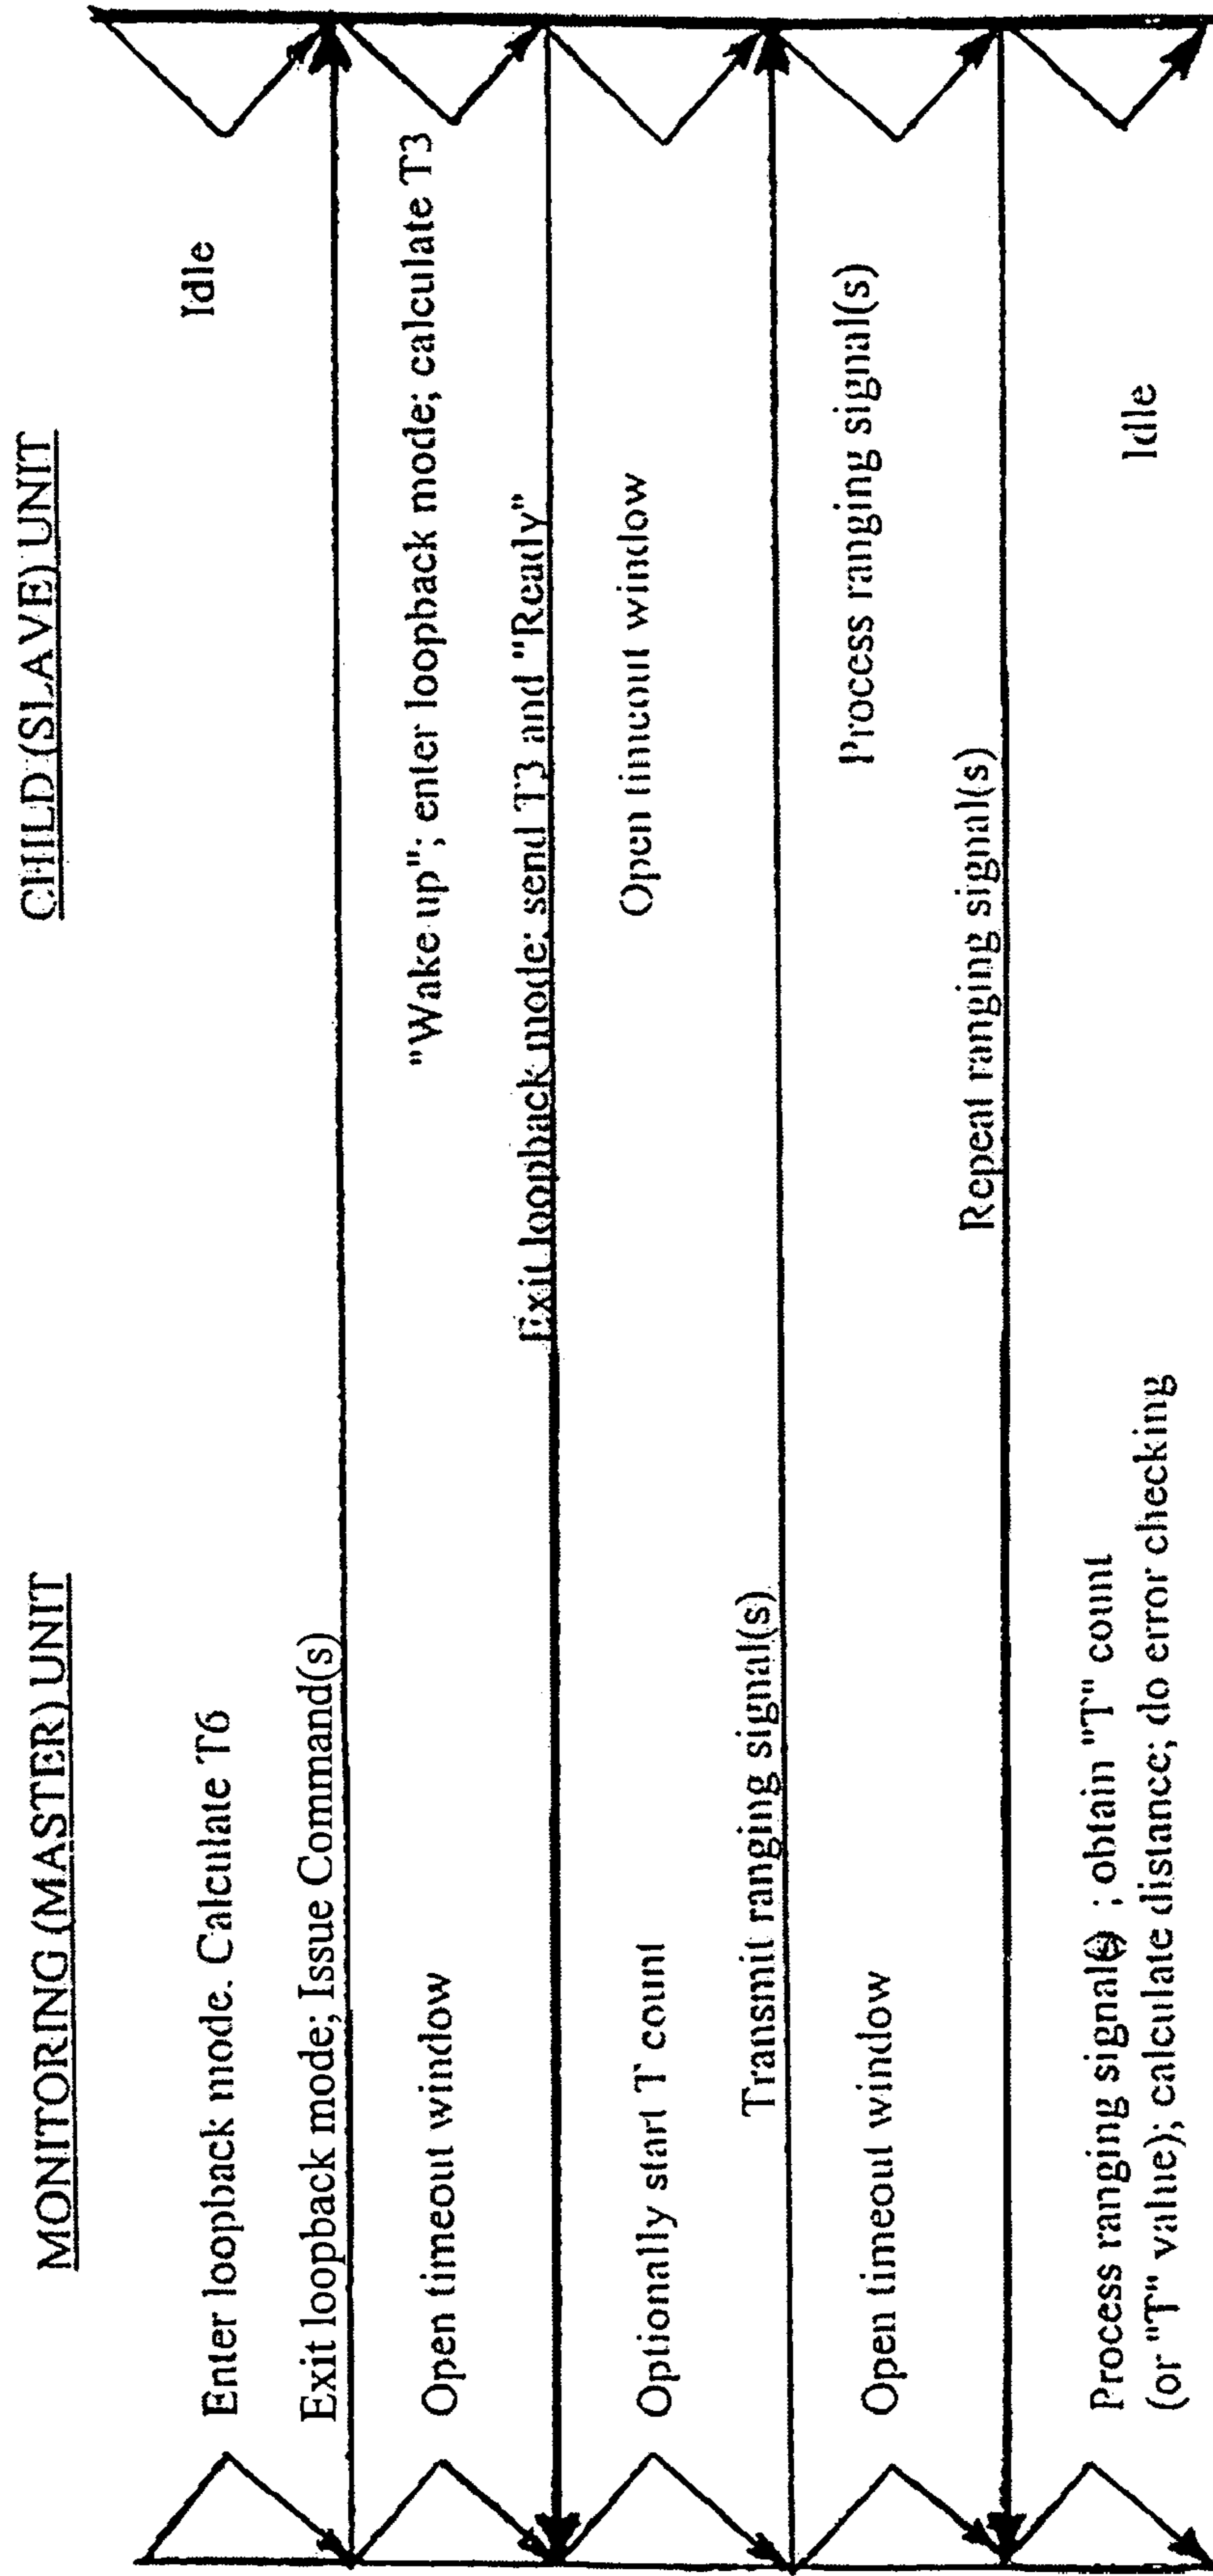 MONITORING (MASTER) UNIT
CHILD (SLAVE) UNIT
Enter loopback mode. Calculate T6
Idle
Exit loopback mode; Issue Command(s)
Open timeout window
"Wake up"; enter loopback mode; calculate T3
Exit loopback mode; send T3 and "Ready"
Optionally start T count
Open timeout window
Transmit ranging signal(s)
Open timeout window
Process ranging signal(s)
Repeat ranging signal(s)
Process ranging signal(s) ; obtain "T" count
(or "T" value); calculate distance; do error checking
Idle